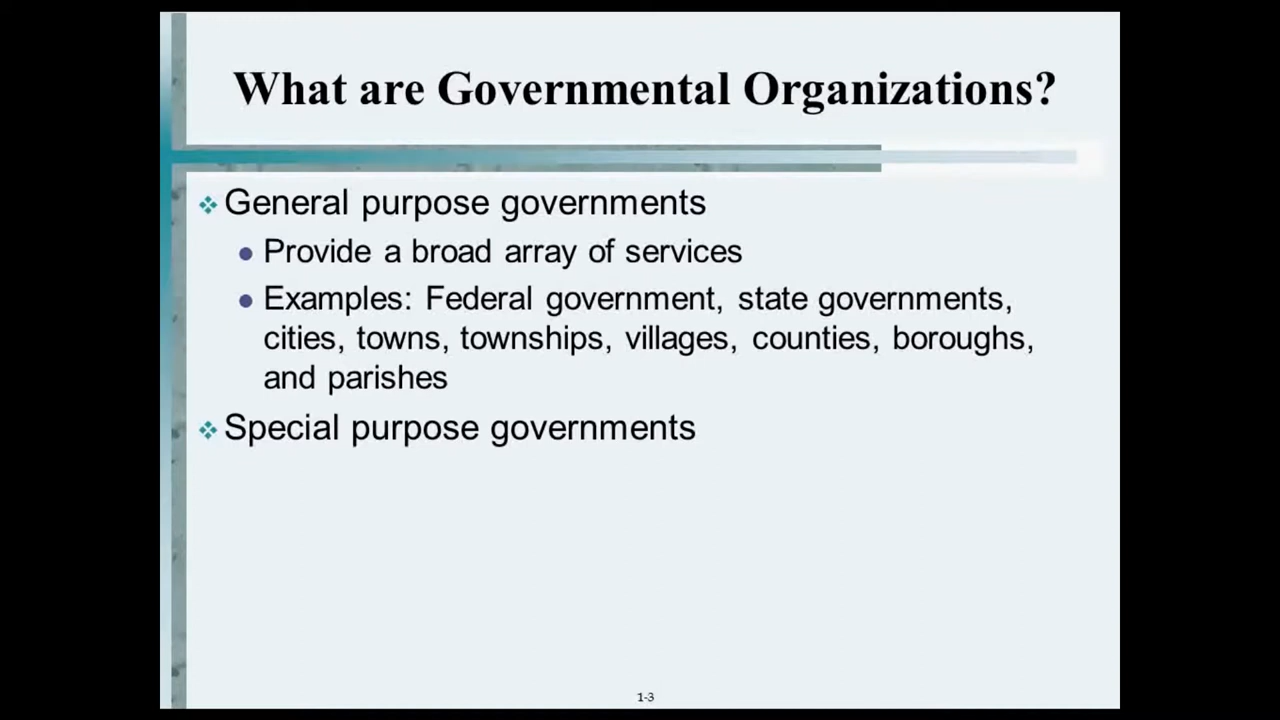 What are Governmental Organizations?
General purpose governments
Provide a broad array of services
Examples: Federal government, state governments,
cities, towns, townships, villages, counties, boroughs,
and parishes
Special purpose governments
1-3